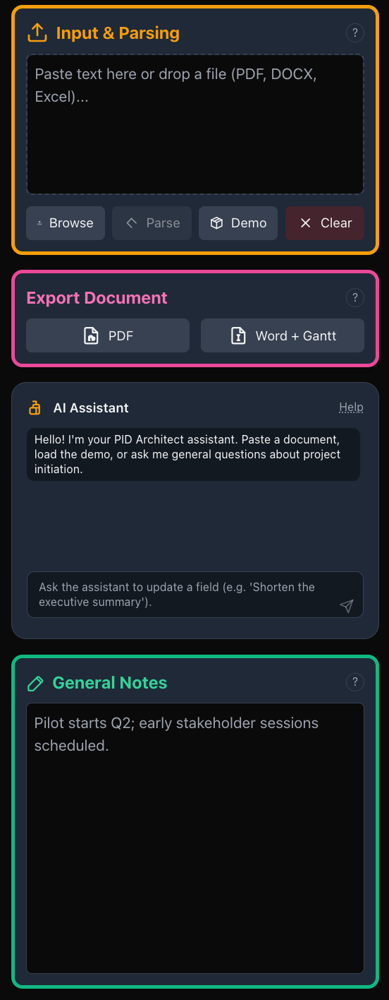 Input & Parsing
?
Paste text here or drop a file (PDF, DOCX,
Excel)...
Browse
Parse
Demo
Clear
Export Document
?
PDF
Word + Gantt
AI Assistant
Help
Hello! I'm your PID Architect assistant. Paste a document,
load the demo, or ask me general questions about project
initiation.
Ask the assistant to update a field (e.g. 'Shorten the
executive summary').
General Notes
?
Pilot starts Q2; early stakeholder sessions
scheduled.